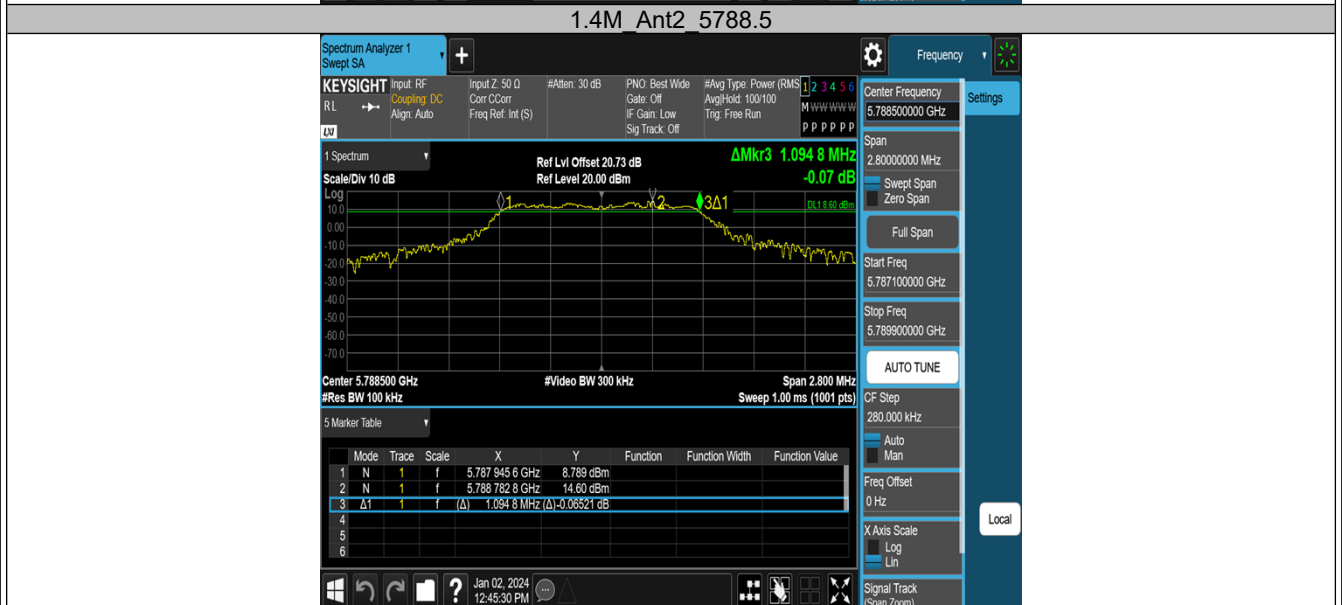 1.4M_Ant2_5788.5
Spectrum Analyzer 1
Swept SA
+
Frequency
KEYSIGHT Input: RF Input Z: 50 Ω #Atten: 30 dB PNO: Best Wide #Avg Type: Power (RMS 1 2 3 4 5 6
RL Coupling: DC Corr CCorr Gate: Off Avg|Hold: 100/100 M W W W W W
Align: Auto Freq Ref: Int (S) IF Gain: Low Trig: Free Run
LXI Sig Track: Off P P P P P P
Center Frequency
5.788500000 GHz
Settings
Span
2.80000000 MHz
Swept Span
Zero Span
Full Span
Start Freq
5.787100000 GHz
Stop Freq
5.789900000 GHz
AUTO TUNE
CF Step
280.000 kHz
Auto
Man
Freq Offset
0 Hz
X Axis Scale
Log
Lin
Signal Track
(Span Zoom)
Local
1 Spectrum Ref Lvl Offset 20.73 dB ΔMkr3 1.094 8 MHz
Scale/Div 10 dB Ref Level 20.00 dBm -0.07 dB
Log
1 2 3Δ1
DL1 8.60 dBm
10.0
0.00
-10.0
-20.0
-30.0
-40.0
-50.0
-60.0
-70.0
Center 5.788500 GHz #Video BW 300 kHz Span 2.800 MHz
#Res BW 100 kHz Sweep 1.00 ms (1001 pts)
5 Marker Table
Mode Trace Scale X Y Function Function Width Function Value
1 N 1 f 5.787 945 6 GHz 8.789 dBm
2 N 1 f 5.788 782 8 GHz 14.60 dBm
3 Δ1 1 f (Δ) 1.094 8 MHz (Δ)-0.06521 dB
4
5
6
? Jan 02, 2024
12:45:30 PM